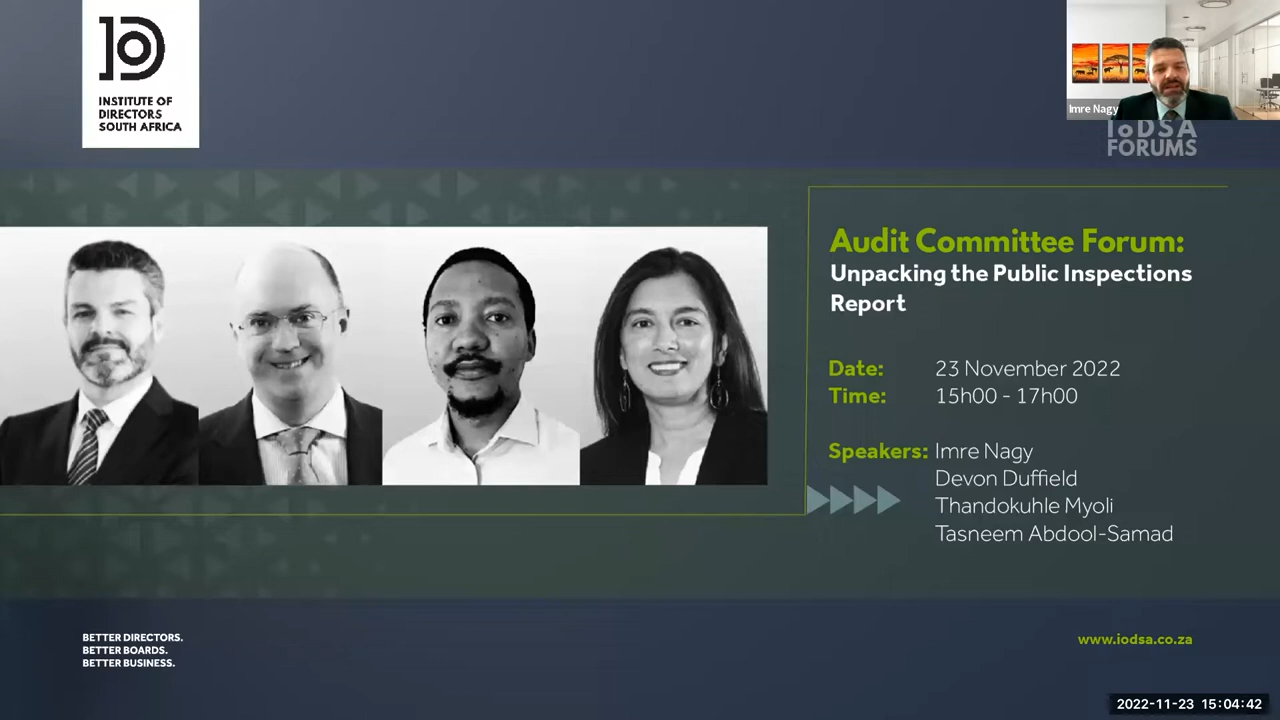 INSTITUTE OF
DIRECTORS
SOUTH AFRICA
Imre Nagy
IoDSA
FORUMS
Audit Committee Forum:
Unpacking the Public Inspections
Report
Date: 23 November 2022
Time: 15h00 - 17h00
Speakers: Imre Nagy
Devon Duffield
Thandokuhle Myoli
Tasneem Abdool-Samad
BETTER DIRECTORS.
BETTER BOARDS.
BETTER BUSINESS.
www.iodsa.co.za
2022-11-23 15:04:42